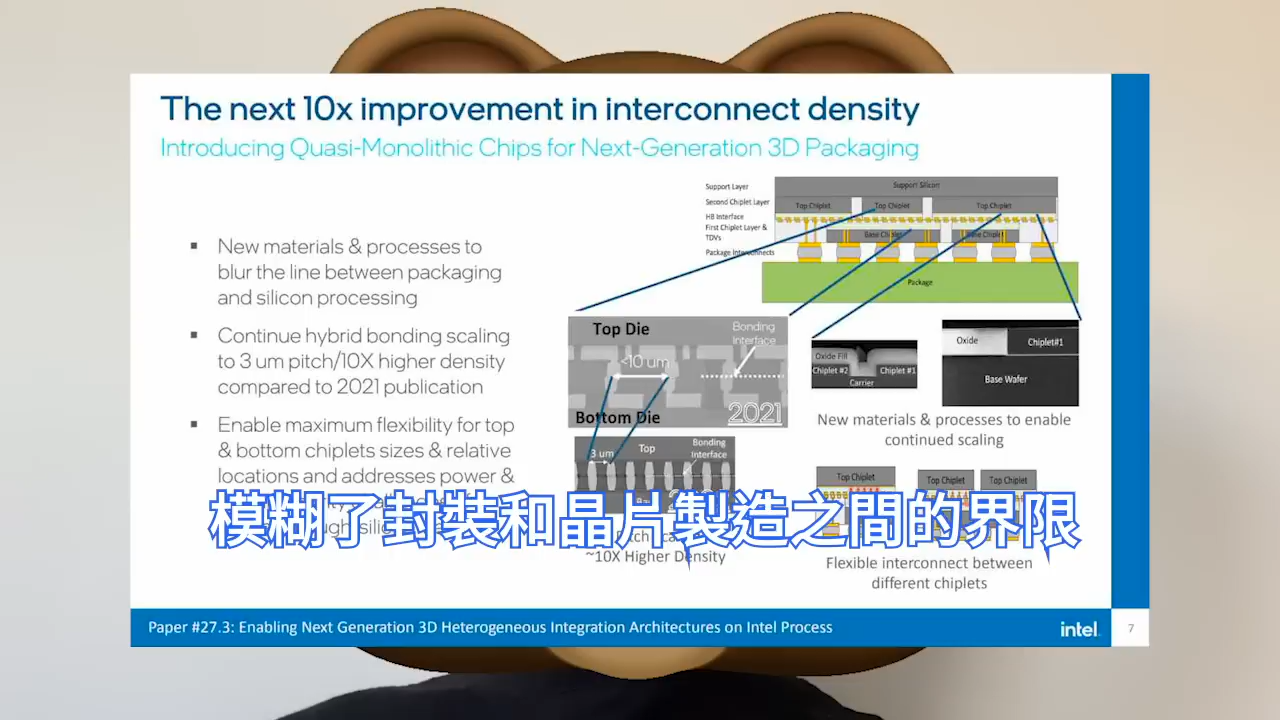 The next 10x improvement in interconnect density
Introducing Quasi-Monolithic Chips for Next-Generation 3D Packaging
New materials & processes to
blur the line between packaging
and silicon processing
Continue hybrid bonding scaling
to 3 um pitch/10X higher density
compared to 2021 publication
Enable maximum flexibility for top
& bottom chiplets sizes & relative
locations and addresses power &
Support Layer
Second Chiplet Layer
HB Interface
First Chiplet Layer &
TDVs
Package Interconnects
Support Silicon
Top Chiplet
Top Chiplet
Top Chiplet
Base Chiplet
Base Chiplet
Package
Top Die
Bonding
Interface
<10 um
Bottom Die
2021
3 um
Top
Bonding
Interface
~10X Higher Density
Oxide Fill
Chiplet #2
Chiplet #1
Carrier
Oxide
Chiplet#1
Base Wafer
New materials & processes to enable
continued scaling
Top Chiplet
Top Chiplet
Top Chiplet
Flexible interconnect between
different chiplets
模糊了封裝和晶片製造之間的界限
Paper #27.3: Enabling Next Generation 3D Heterogeneous Integration Architectures on Intel Process
intel.
7